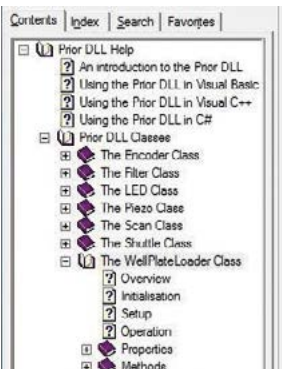 Contents Index Search Favorites
Prior DLL Help
An introduction to the Prior DLL
Using the Prior DLL in Visual Basic
Using the Prior DLL in Visual C++
Using the Prior DLL in C#
Prior DLL Classes
The Encoder Class
The Filter Class
The LED Class
The Piezo Class
The Scan Class
The Shuttle Class
The WellPlateLoader Class
Overview
Initialisation
Setup
Operation
Properties
Methods